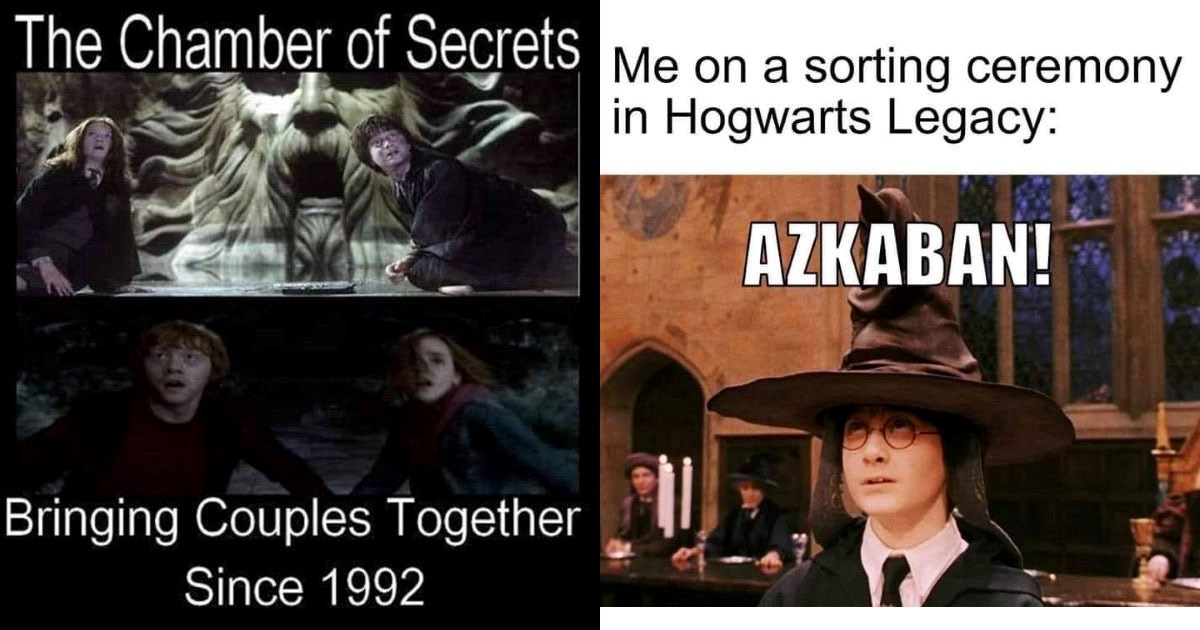 The Chamber of Secrets
Bringing Couples Together
Since 1992
Me on a sorting ceremony
in Hogwarts Legacy:
AZKABAN!